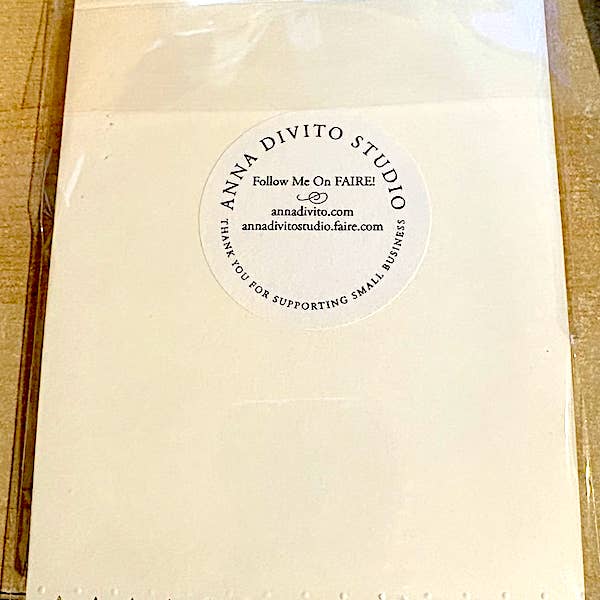 ANNA DIVITO STUDIO
Follow Me On FAIRE!
annadivito.com
annadivitostudio.faire.com
THANK YOU FOR SUPPORTING SMALL BUSINESS